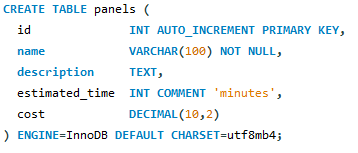 CREATE TABLE panels (
  id              INT AUTO_INCREMENT PRIMARY KEY,
  name            VARCHAR(100) NOT NULL,
  description     TEXT,
  estimated_time  INT COMMENT 'minutes',
  cost            DECIMAL(10,2)
) ENGINE=InnoDB DEFAULT CHARSET=utf8mb4;